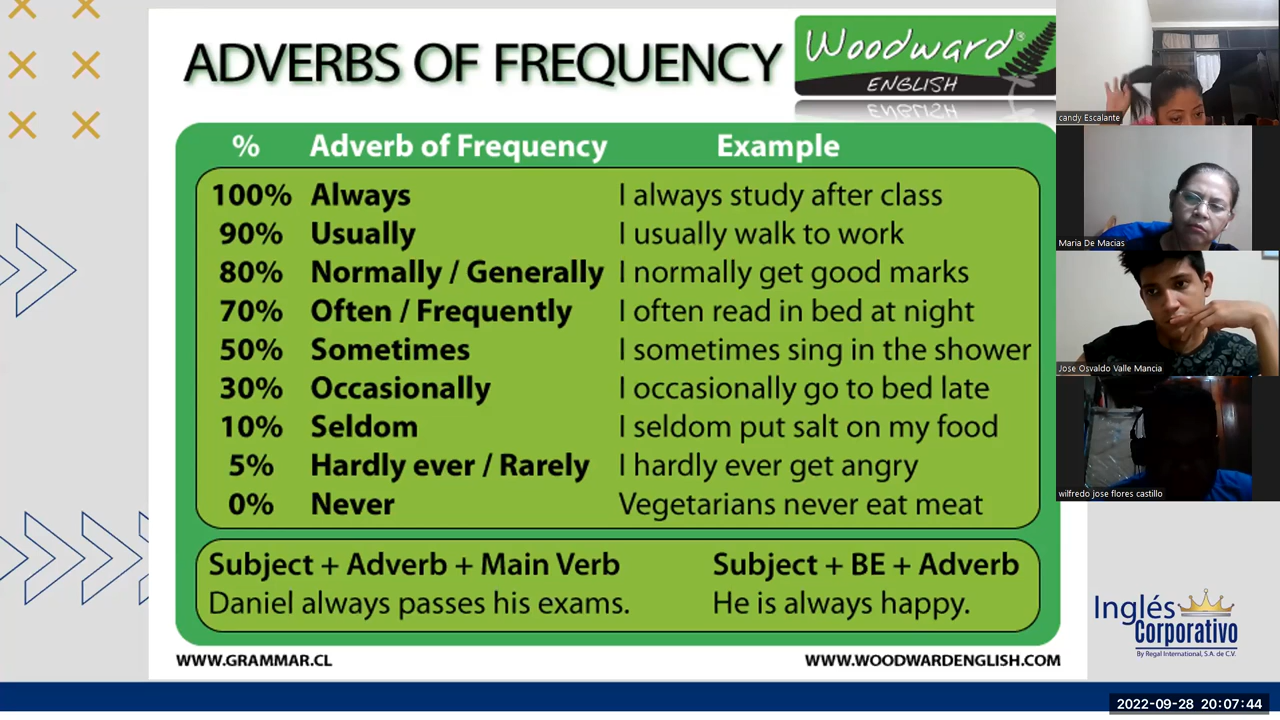 ADVERBS OF FREQUENCY
Woodward®
ENGLISH
% Adverb of Frequency Example
100% Always I always study after class
90% Usually I usually walk to work
80% Normally / Generally I normally get good marks
70% Often / Frequently I often read in bed at night
50% Sometimes I sometimes sing in the shower
30% Occasionally I occasionally go to bed late
10% Seldom I seldom put salt on my food
5% Hardly ever / Rarely I hardly ever get angry
0% Never Vegetarians never eat meat
Subject + Adverb + Main Verb Subject + BE + Adverb
Daniel always passes his exams. He is always happy.
WWW.GRAMMAR.CL WWW.WOODWARDENGLISH.COM
candy Escalante
Maria De Macias
Jose Osvaldo Valle Mancia
wilfredo jose flores castillo
Inglés
Corporativo
By Regal International, S.A. de C.V.
2022-09-28 20:07:44